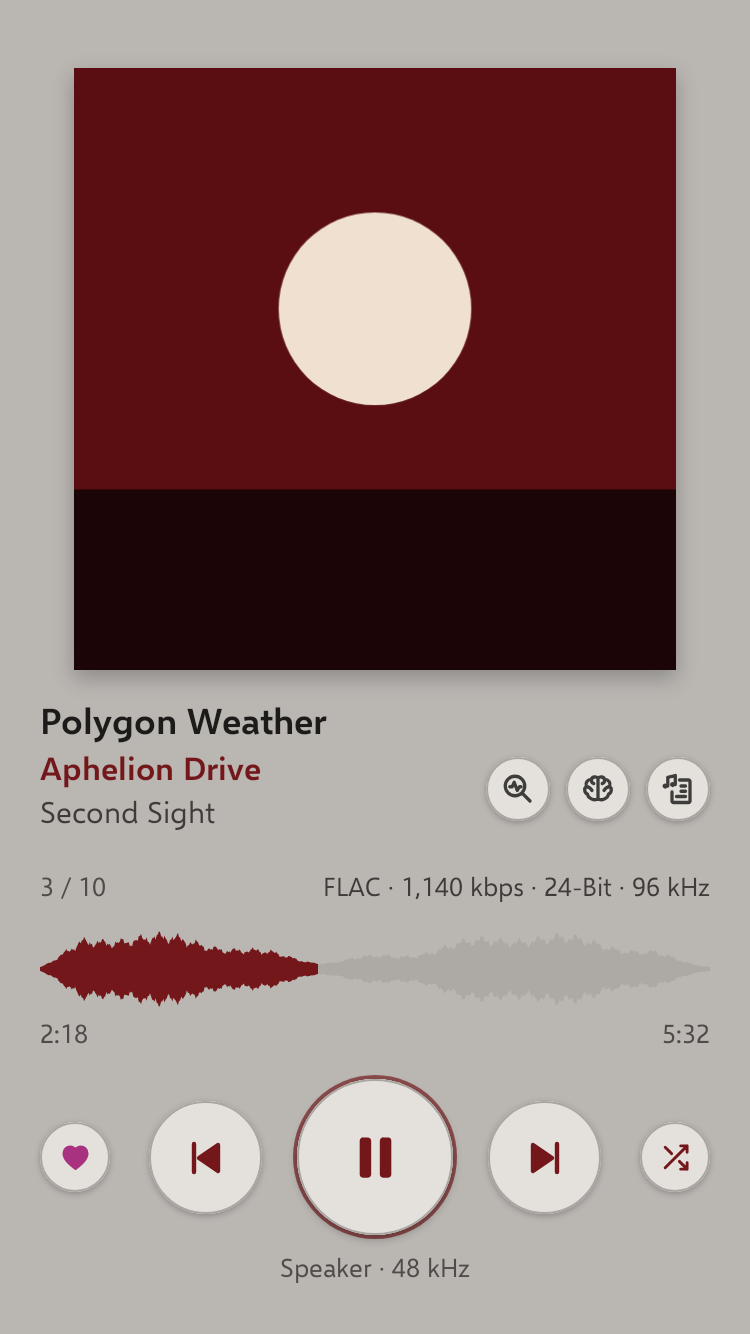 Polygon Weather
Aphelion Drive
Second Sight
3 / 10
FLAC · 1,140 kbps · 24-Bit · 96 kHz
2:18
5:32
Speaker · 48 kHz